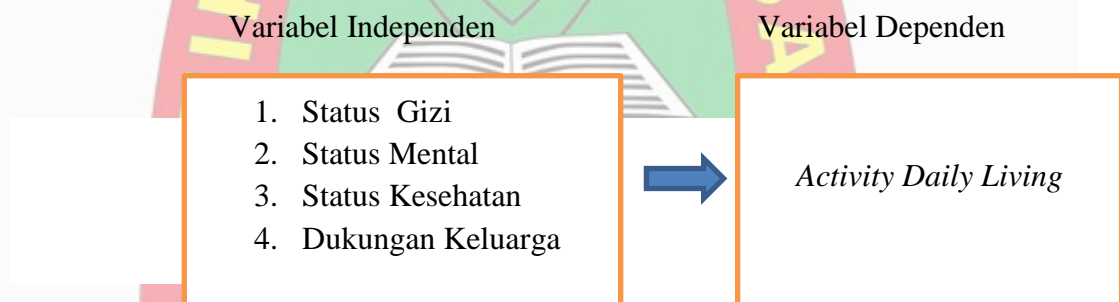 Variabel Independen
Variabel Dependen
1. Status Gizi
2. Status Mental
3. Status Kesehatan
4. Dukungan Keluarga
Activity Daily Living